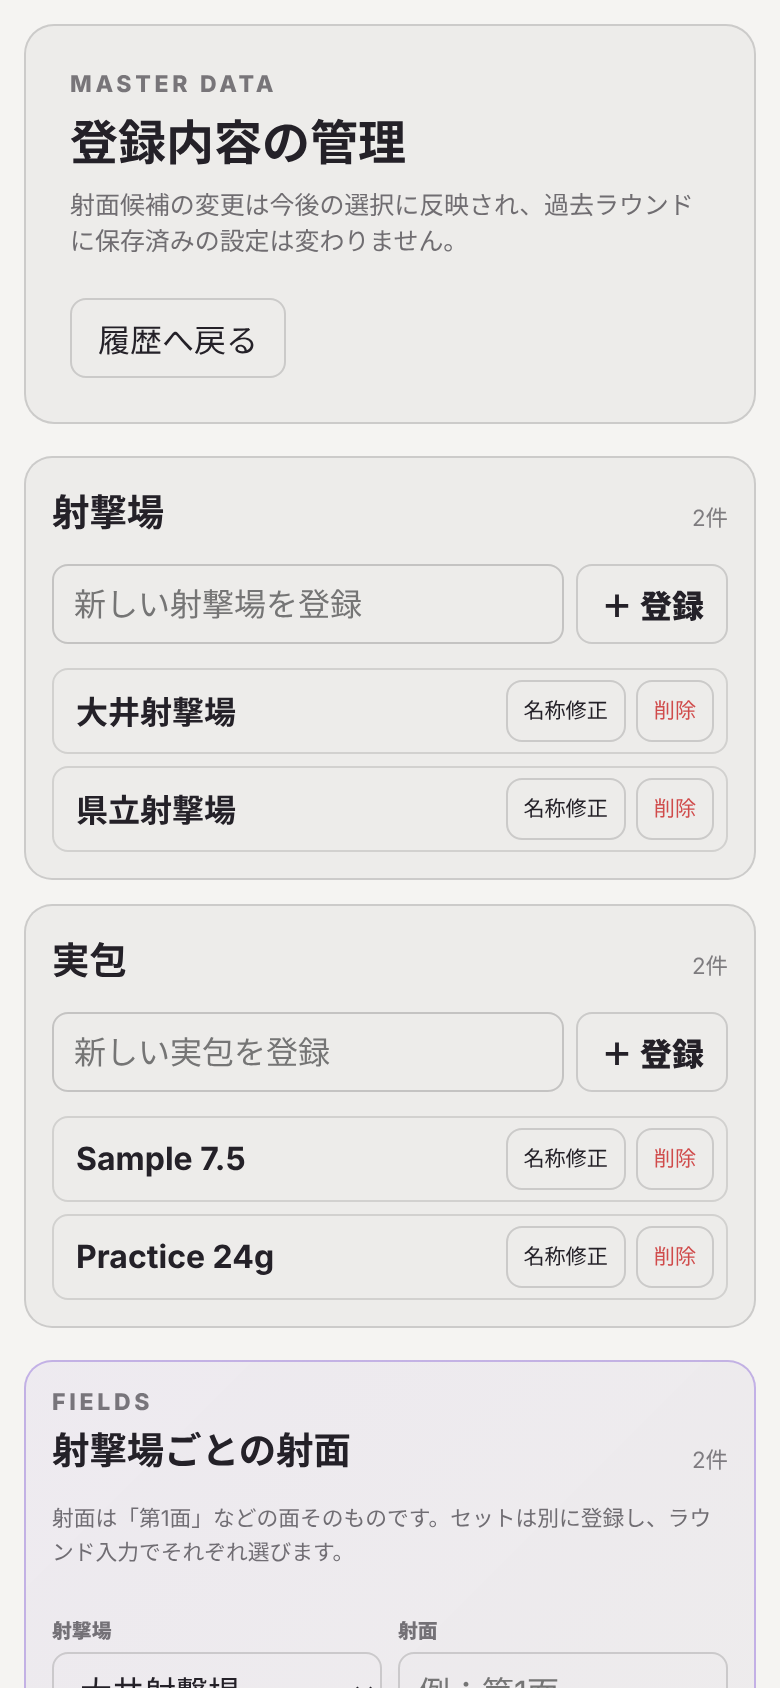 MASTER DATA
登録内容の管理
射面候補の変更は今後の選択に反映され、過去ラウンド
に保存済みの設定は変わりません。
履歴へ戻る
射撃場
2件
新しい射撃場を登録
＋ 登録
大井射撃場
名称修正
削除
県立射撃場
名称修正
削除
実包
2件
新しい実包を登録
＋ 登録
Sample 7.5
名称修正
削除
Practice 24g
名称修正
削除
FIELDS
射撃場ごとの射面
2件
射面は「第1面」などの面そのものです。セットは別に登録し、ラウ
ンド入力でそれぞれ選びます。
射撃場
射面
大井射撃場
例：第1面